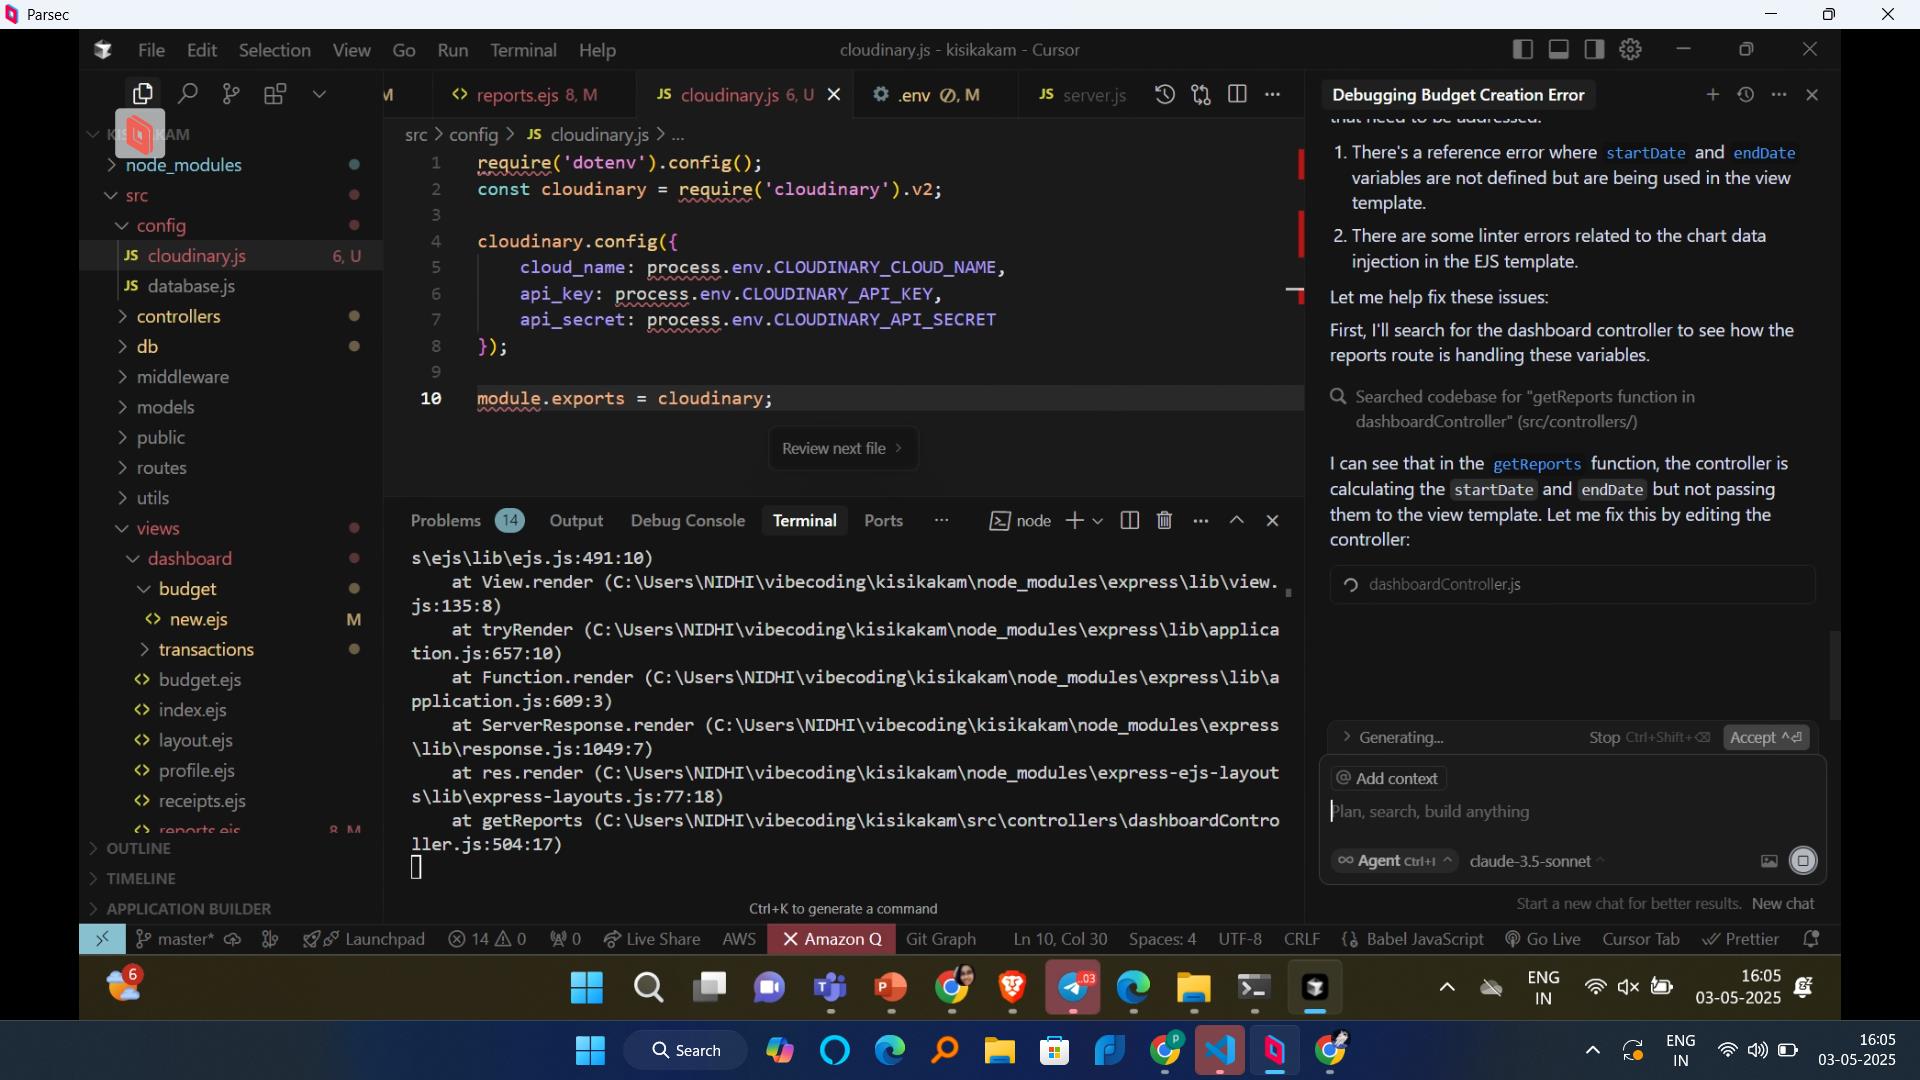 Parsec
File Edit Selection View Go Run Terminal Help
cloudinary.js - kisikakam - Cursor
M
<> reports.ejs 8, M
JS cloudinary.js 6, U
.env M
JS server.js
Debugging Budget Creation Error
src > config > JS cloudinary.js > ...
node_modules
src
config
JS cloudinary.js 6, U
JS database.js
controllers
db
middleware
models
public
routes
utils
views
dashboard
budget
<> new.ejs M
transactions
<> budget.ejs
<> index.ejs
<> layout.ejs
<> profile.ejs
<> receipts.ejs
<> reports.ejs 8, M
OUTLINE
TIMELINE
APPLICATION BUILDER
1 require('dotenv').config();
2 const cloudinary = require('cloudinary').v2;
3
4 cloudinary.config({
5 cloud_name: process.env.CLOUDINARY_CLOUD_NAME,
6 api_key: process.env.CLOUDINARY_API_KEY,
7 api_secret: process.env.CLOUDINARY_API_SECRET
8 });
9
10 module.exports = cloudinary;
Review next file >
Problems 14 Output Debug Console Terminal Ports ... node
s\ejs\lib\ejs.js:491:10)
at View.render (C:\Users\NIDHI\vibecoding\kisikakam\node_modules\express\lib\view.
js:135:8)
at tryRender (C:\Users\NIDHI\vibecoding\kisikakam\node_modules\express\lib\applica
tion.js:657:10)
at Function.render (C:\Users\NIDHI\vibecoding\kisikakam\node_modules\express\lib\a
pplication.js:609:3)
at ServerResponse.render (C:\Users\NIDHI\vibecoding\kisikakam\node_modules\express
\lib\response.js:1049:7)
at res.render (C:\Users\NIDHI\vibecoding\kisikakam\node_modules\express-ejs-layout
s\lib\express-layouts.js:77:18)
at getReports (C:\Users\NIDHI\vibecoding\kisikakam\src\controllers\dashboardContro
ller.js:504:17)
Ctrl+K to generate a command
that need to be addressed.
1. There's a reference error where startDate and endDate
variables are not defined but are being used in the view
template.
2. There are some linter errors related to the chart data
injection in the EJS template.
Let me help fix these issues:
First, I'll search for the dashboard controller to see how the
reports route is handling these variables.
Searched codebase for "getReports function in
dashboardController" (src/controllers/)
I can see that in the getReports function, the controller is
calculating the startDate and endDate but not passing
them to the view template. Let me fix this by editing the
controller:
dashboardController.js
> Generating... Stop Ctrl+Shift+⌫ Accept ^⏎
@ Add context
Plan, search, build anything
∞ Agent Ctrl+I ^ claude-3.5-sonnet ^
Start a new chat for better results. New chat
master* Launchpad 14 0 0 Live Share AWS Amazon Q Git Graph Ln 10, Col 30 Spaces: 4 UTF-8 CRLF {} Babel JavaScript Go Live Cursor Tab Prettier
6
.03
ENG
IN
16:05
03-05-2025
Search
P
ENG
IN
16:05
03-05-2025